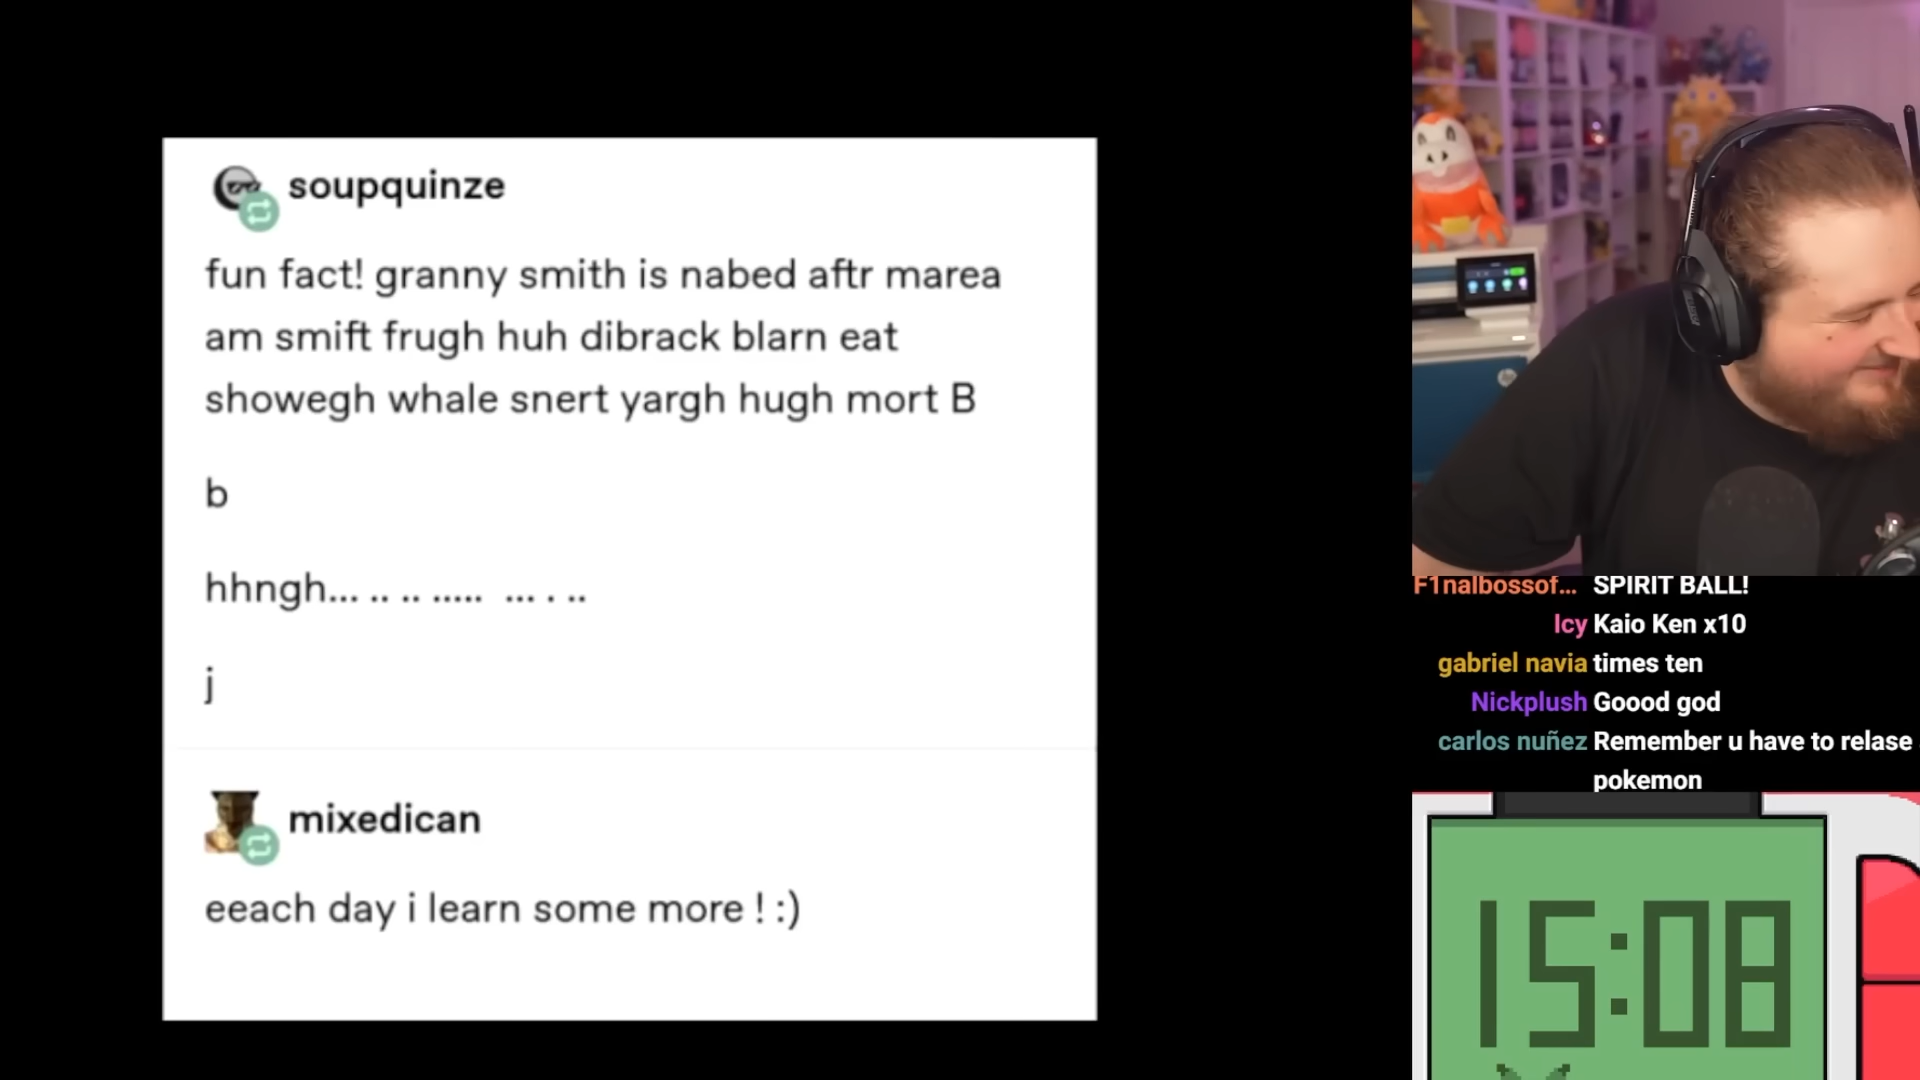 soupquinze
fun fact! granny smith is nabed aftr marea
am smift frugh huh dibrack blarn eat
showegh whale snert yargh hugh mort B
b
hhngh... .. .. ..... ... . ..
j
mixedican
eeach day i learn some more ! :)
F1nalbossof... SPIRIT BALL!
Icy Kaio Ken x10
gabriel navia times ten
Nickplush Goood god
carlos nuñez Remember u have to relase
pokemon
15:08